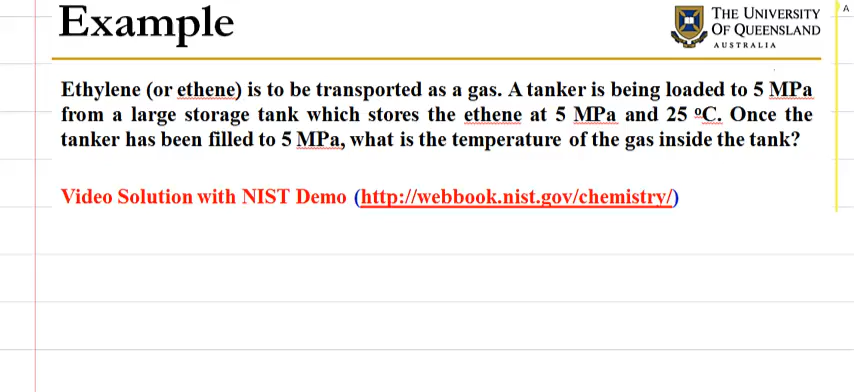 Example
THE UNIVERSITY
OF QUEENSLAND
AUSTRALIA
A
Ethylene (or ethene) is to be transported as a gas. A tanker is being loaded to 5 MPa
from a large storage tank which stores the ethene at 5 MPa and 25 ºC. Once the
tanker has been filled to 5 MPa, what is the temperature of the gas inside the tank?
Video Solution with NIST Demo (http://webbook.nist.gov/chemistry/)